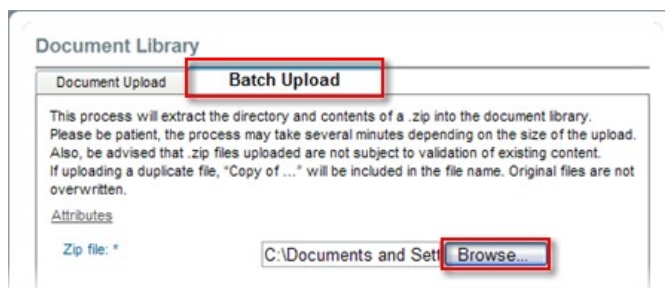 Document Library
Document Upload
Batch Upload
This process will extract the directory and contents of a .zip into the document library.
Please be patient, the process may take several minutes depending on the size of the upload.
Also, be advised that .zip files uploaded are not subject to validation of existing content.
If uploading a duplicate file, "Copy of ..." will be included in the file name. Original files are not
overwritten.
Attributes
Zip file: *
C:\Documents and Sett
Browse...